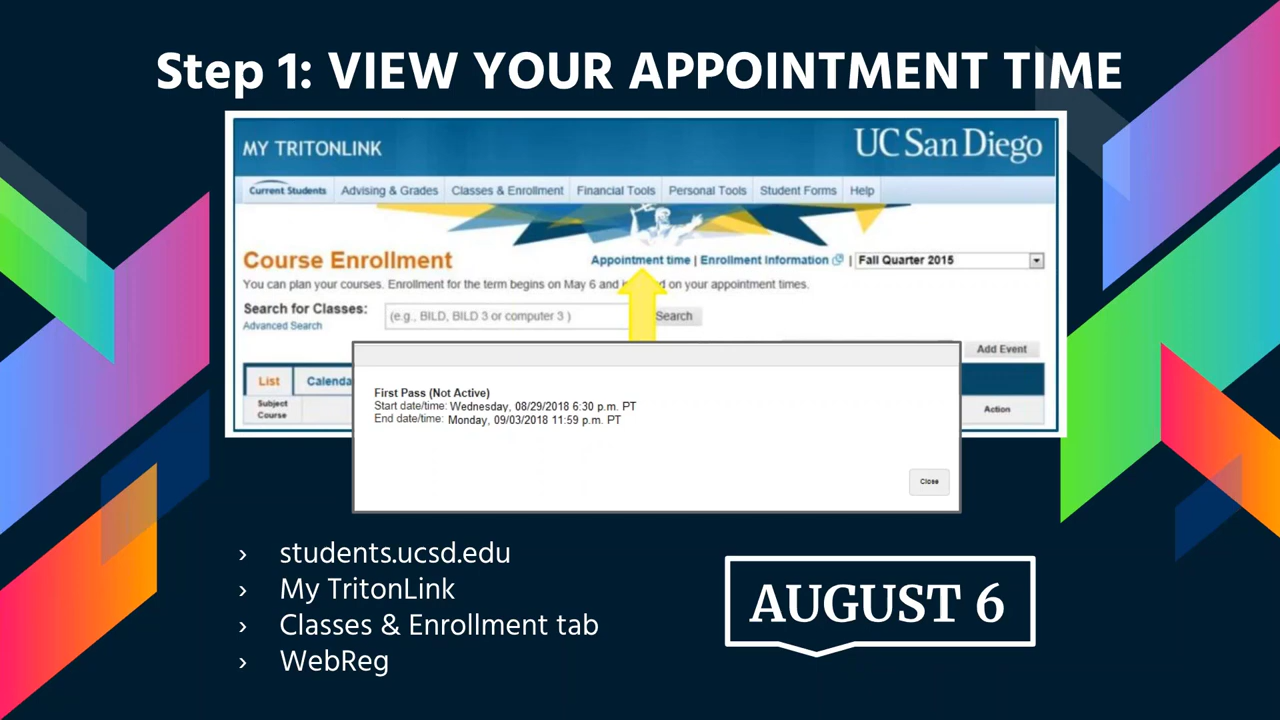 Step 1: VIEW YOUR APPOINTMENT TIME
MY TRITONLINK
UC San Diego
Current Students Advising & Grades Classes & Enrollment Financial Tools Personal Tools Student Forms Help
Course Enrollment
Appointment time | Enrollment Information | Fall Quarter 2015
You can plan your courses. Enrollment for the term begins on May 6 and on your appointment times.
Search for Classes: (e.g., BILD, BILD 3 or computer 3 ) Search
Advanced Search
Add Event
List Calenda
Subject
Course
Action
First Pass (Not Active)
Start date/time: Wednesday, 08/29/2018 6:30 p.m. PT
End date/time: Monday, 09/03/2018 11:59 p.m. PT
Close
› students.ucsd.edu
› My TritonLink
› Classes & Enrollment tab
› WebReg
AUGUST 6